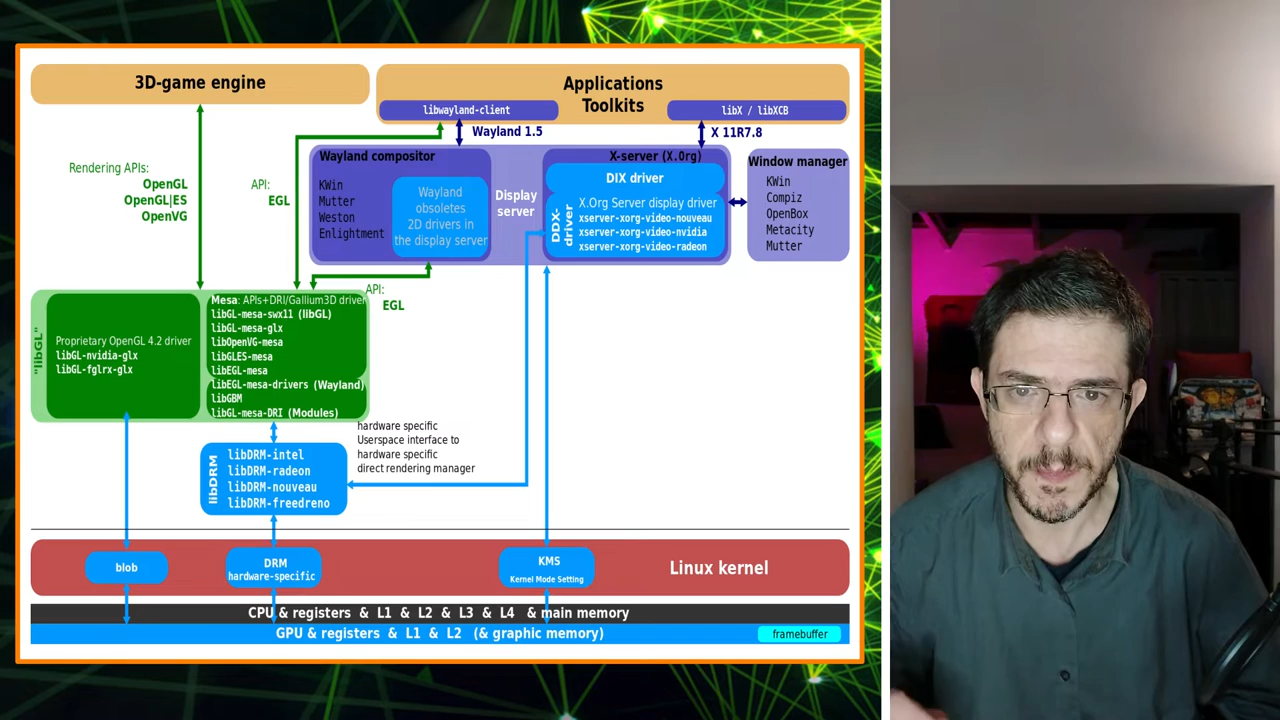 3D-game engine
Applications
Toolkits
libwayland-client
libX / libXCB
Wayland 1.5
X 11R7.8
Rendering APIs:
OpenGL
OpenGL|ES
OpenVG
API:
EGL
Wayland compositor
KWin
Mutter
Weston
Enlightment
Wayland
obsoletes
2D drivers in
the display server
Display
server
X-server (X.Org)
DIX driver
DDX-
driver
X.Org Server display driver
xserver-xorg-video-nouveau
xserver-xorg-video-nvidia
xserver-xorg-video-radeon
Window manager
KWin
Compiz
OpenBox
Metacity
Mutter
API:
EGL
"libGL"
Proprietary OpenGL 4.2 driver
libGL-nvidia-glx
libGL-fglrx-glx
Mesa: APIs+DRI/Gallium3D driver
libGL-mesa-swx11 (libGL)
libGL-mesa-glx
libOpenVG-mesa
libGLES-mesa
libEGL-mesa
libEGL-mesa-drivers (Wayland)
libGBM
libGL-mesa-DRI (Modules)
hardware specific
Userspace interface to
hardware specific
direct rendering manager
libDRM
libDRM-intel
libDRM-radeon
libDRM-nouveau
libDRM-freedreno
blob
DRM
hardware-specific
KMS
Kernel Mode Setting
Linux kernel
CPU & registers & L1 & L2 & L3 & L4 & main memory
GPU & registers & L1 & L2 (& graphic memory)
framebuffer